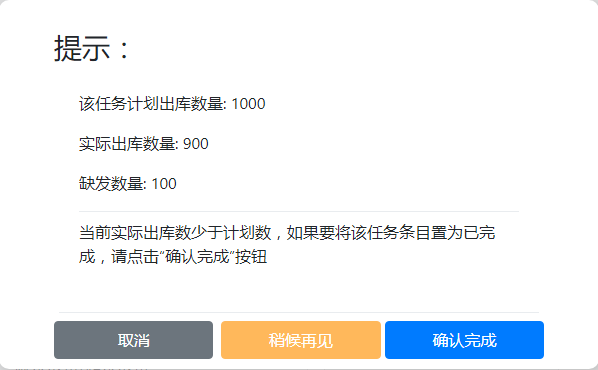 提示：
该任务计划出库数量: 1000
实际出库数量: 900
缺发数量: 100
当前实际出库数少于计划数，如果要将该任务条目置为已完
成，请点击“确认完成”按钮
取消
稍候再见
确认完成